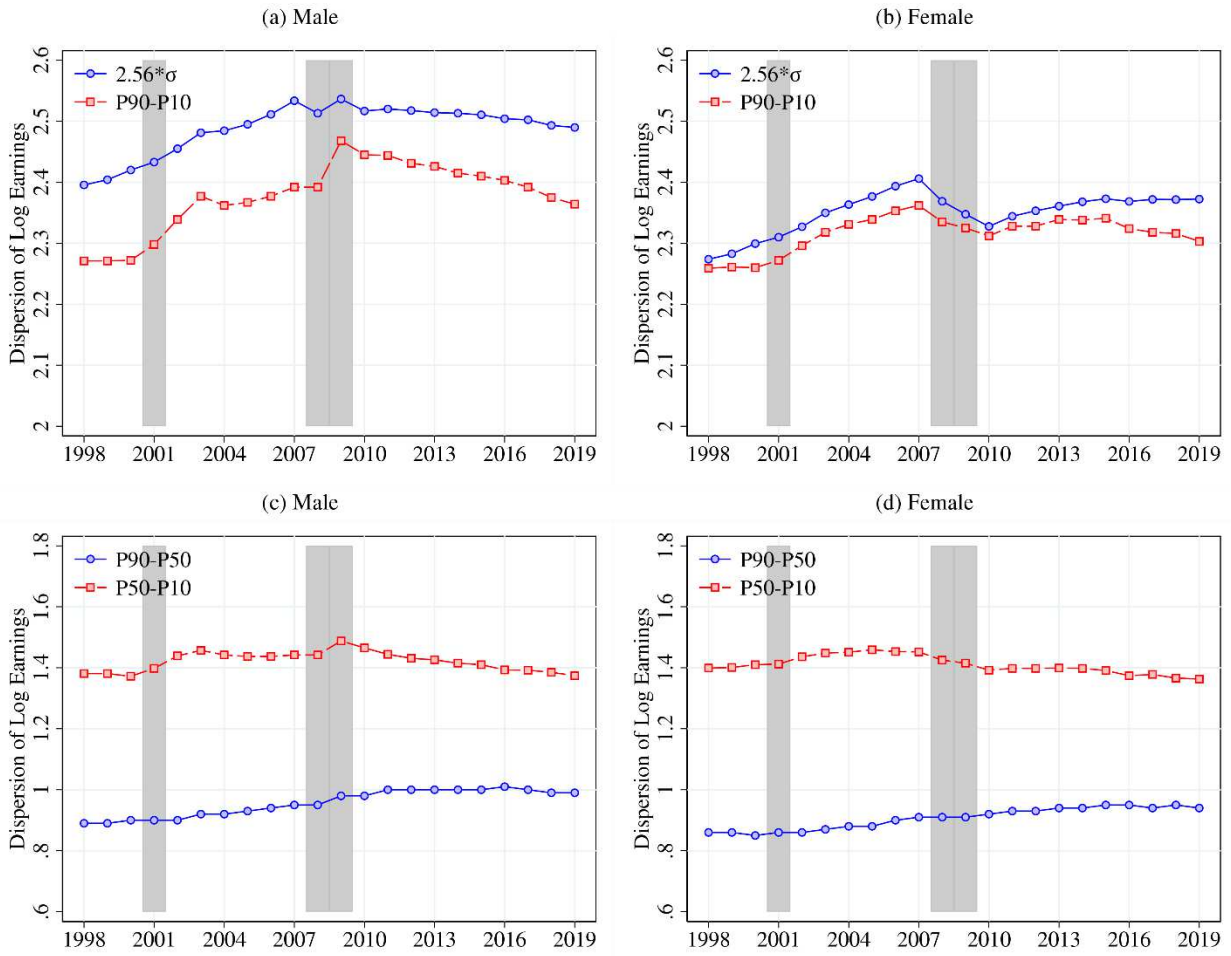 (a) Male
Dispersion of Log Earnings
2.6
2.5
2.4
2.3
2.2
2.1
2
2.56*σ
P90-P10
1998 2001 2004 2007 2010 2013 2016 2019
(b) Female
Dispersion of Log Earnings
2.6
2.5
2.4
2.3
2.2
2.1
2
2.56*σ
P90-P10
1998 2001 2004 2007 2010 2013 2016 2019
(c) Male
Dispersion of Log Earnings
1.8
1.6
1.4
1.2
1
.8
.6
P90-P50
P50-P10
1998 2001 2004 2007 2010 2013 2016 2019
(d) Female
Dispersion of Log Earnings
1.8
1.6
1.4
1.2
1
.8
.6
P90-P50
P50-P10
1998 2001 2004 2007 2010 2013 2016 2019